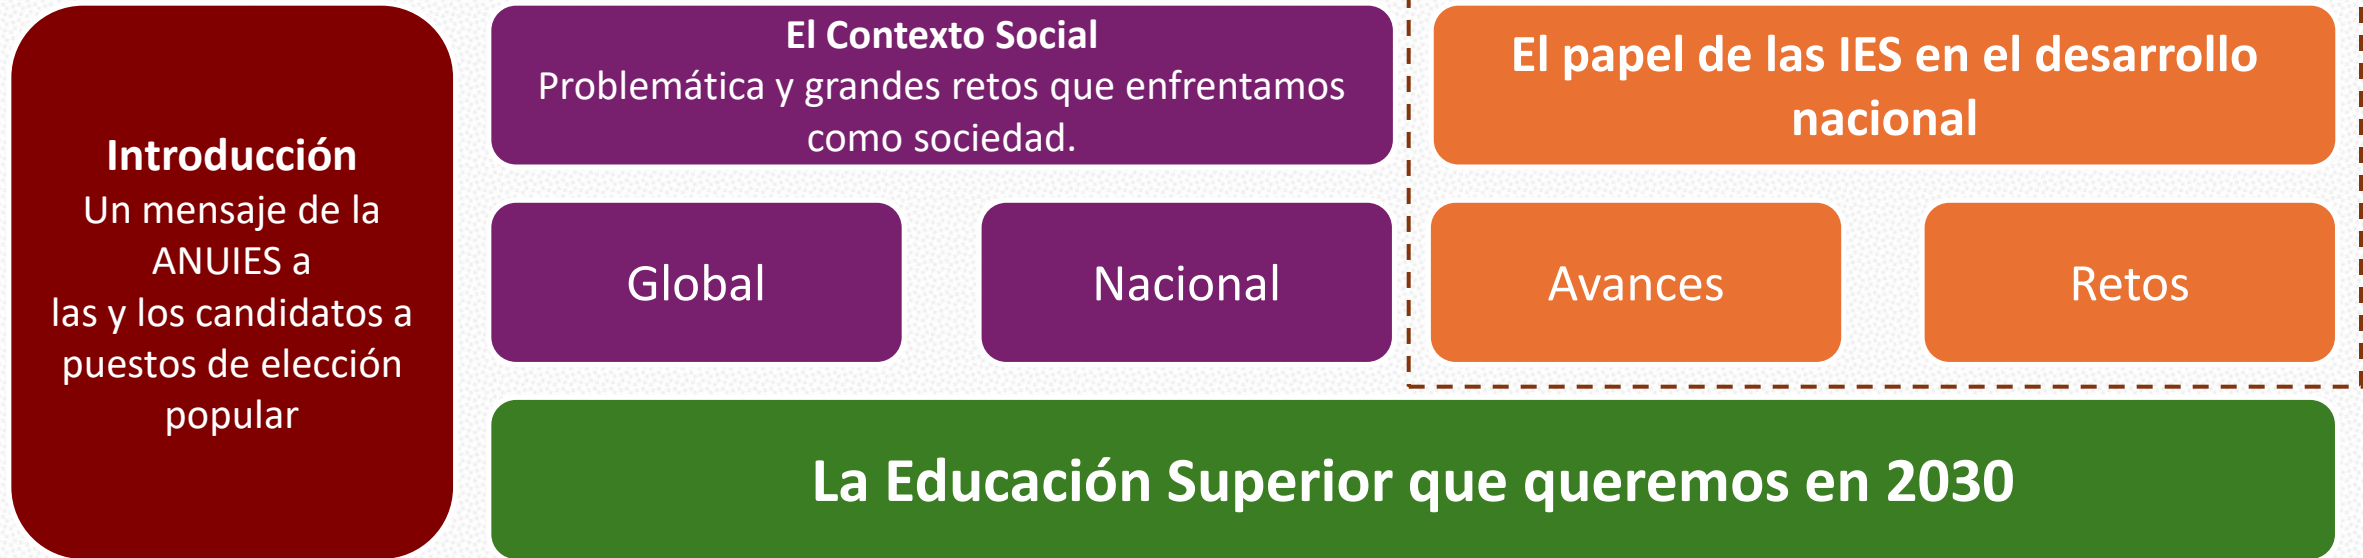 Introducción
Un mensaje de la
ANUIES a
las y los candidatos a
puestos de elección
popular
El Contexto Social
Problemática y grandes retos que enfrentamos
como sociedad.
Global
Nacional
El papel de las IES en el desarrollo
nacional
Avances
Retos
La Educación Superior que queremos en 2030